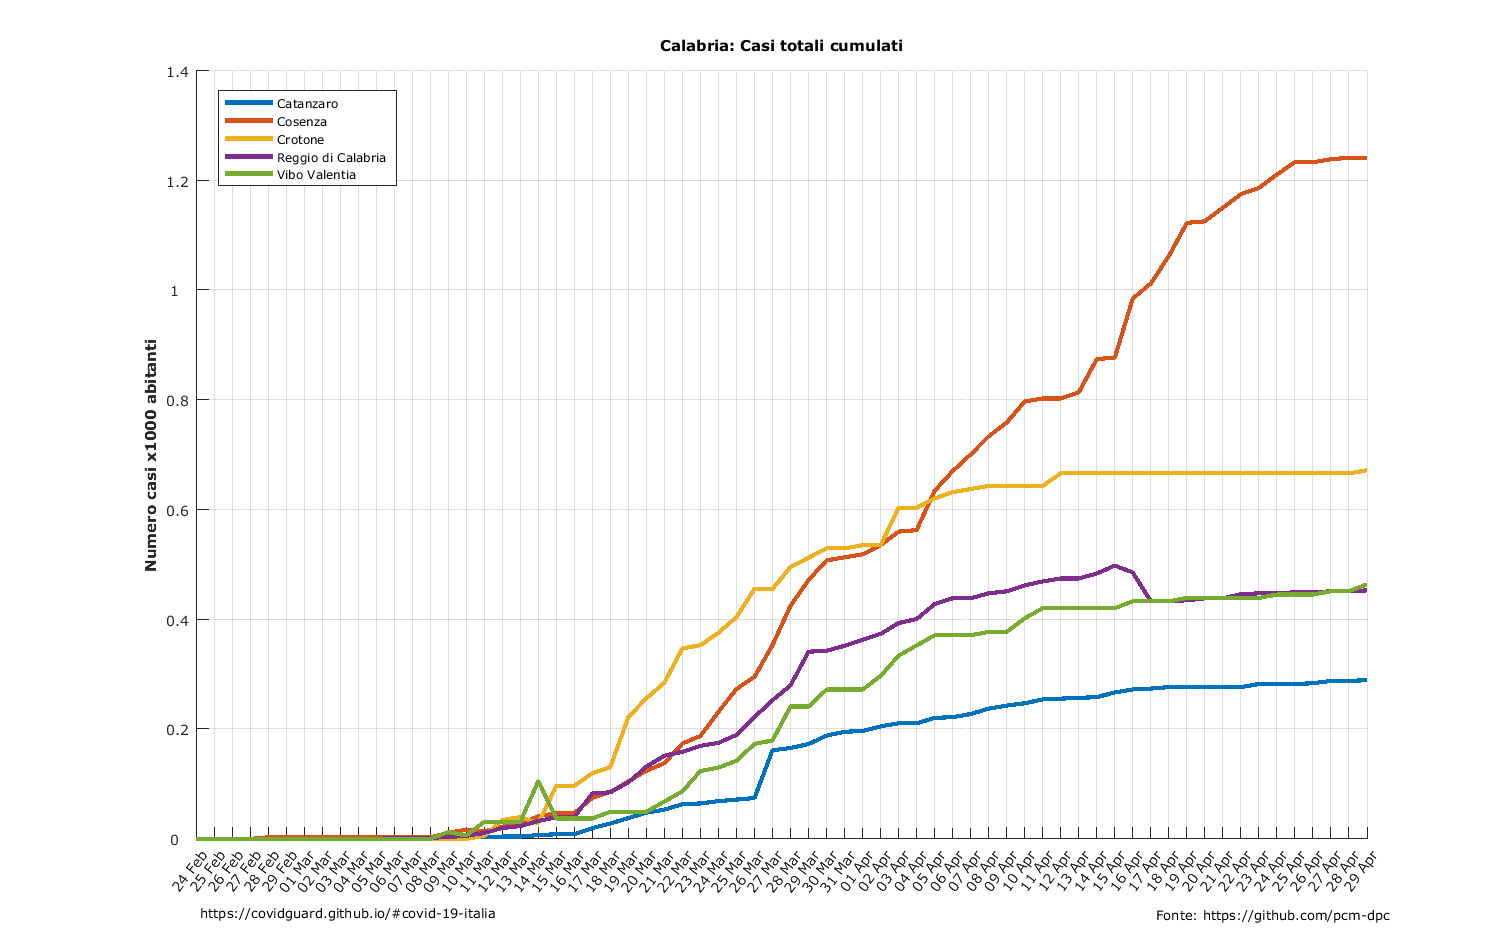 Calabria: Casi totali cumulati
1.4
1.2
1
0.8
0.6
0.4
0.2
0
Numero casi x1000 abitanti
Catanzaro
Cosenza
Crotone
Reggio di Calabria
Vibo Valentia
24 Feb
25 Feb
26 Feb
27 Feb
28 Feb
29 Feb
01 Mar
02 Mar
03 Mar
04 Mar
05 Mar
06 Mar
07 Mar
08 Mar
09 Mar
10 Mar
11 Mar
12 Mar
13 Mar
14 Mar
15 Mar
16 Mar
17 Mar
18 Mar
19 Mar
20 Mar
21 Mar
22 Mar
23 Mar
24 Mar
25 Mar
26 Mar
27 Mar
28 Mar
29 Mar
30 Mar
31 Mar
01 Apr
02 Apr
03 Apr
04 Apr
05 Apr
06 Apr
07 Apr
08 Apr
09 Apr
10 Apr
11 Apr
12 Apr
13 Apr
14 Apr
15 Apr
16 Apr
17 Apr
18 Apr
19 Apr
20 Apr
21 Apr
22 Apr
23 Apr
24 Apr
25 Apr
26 Apr
27 Apr
28 Apr
29 Apr
https://covidguard.github.io/#covid-19-italia
Fonte: https://github.com/pcm-dpc